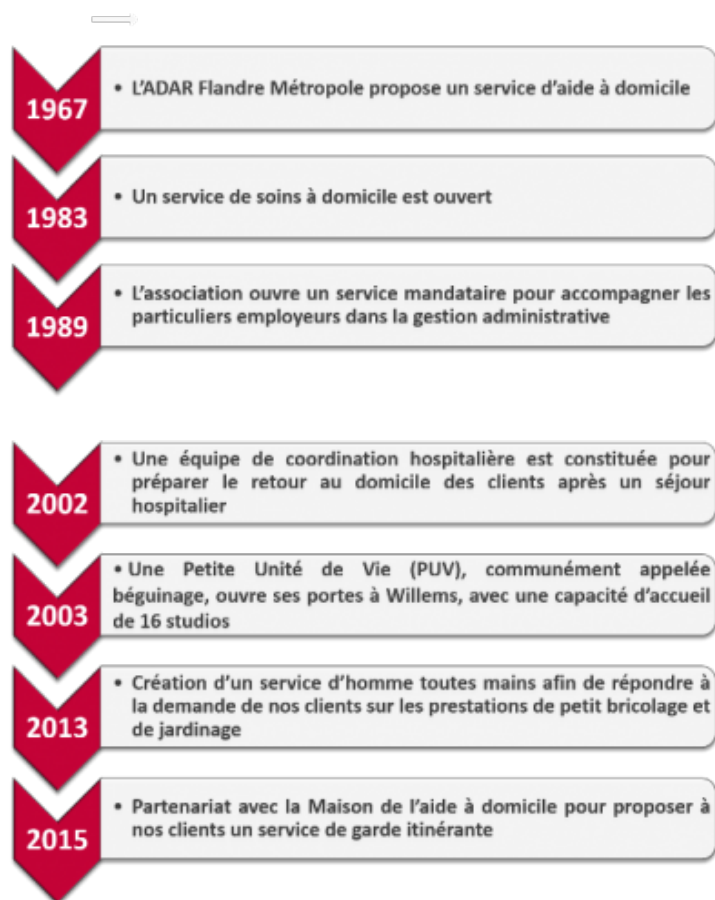 1967
• L'ADAR Flandre Métropole propose un service d'aide à domicile
1983
• Un service de soins à domicile est ouvert
1989
• L'association ouvre un service mandataire pour accompagner les
particuliers employeurs dans la gestion administrative
2002
• Une équipe de coordination hospitalière est constituée pour
préparer le retour au domicile des clients après un séjour
hospitalier
2003
• Une Petite Unité de Vie (PUV), communément appelée
béguinage, ouvre ses portes à Willems, avec une capacité d'accueil
de 16 studios
2013
• Création d'un service d'homme toutes mains afin de répondre à
la demande de nos clients sur les prestations de petit bricolage et
de jardinage
2015
• Partenariat avec la Maison de l'aide à domicile pour proposer à
nos clients un service de garde itinérante